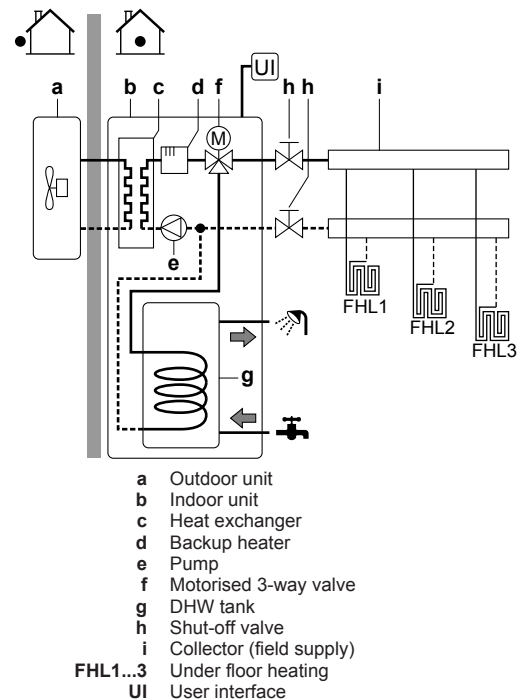 UI
a b c d f h h i
M
e
FHL1
FHL2
FHL3
g
a Outdoor unit
b Indoor unit
c Heat exchanger
d Backup heater
e Pump
f Motorised 3-way valve
g DHW tank
h Shut-off valve
i Collector (field supply)
FHL1...3 Under floor heating
UI User interface